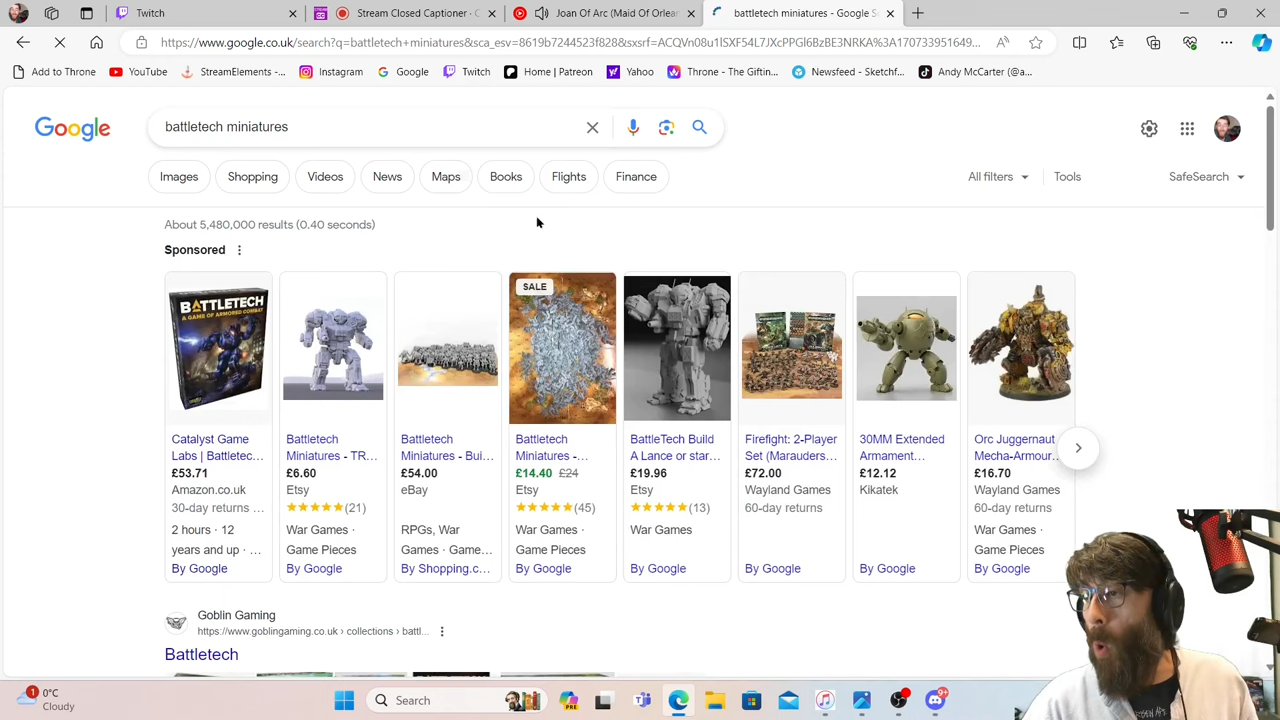 Twitch
Stream Closed Captioner - C
Joan Of Arc (Maid Of Orlear
battletech miniatures - Google S
https://www.google.co.uk/search?q=battletech+miniatures&sca_esv=8619b7244523f828&sxsrf=ACQVn08u1lSXF54L7JXcPPGl6BzBE3NRKA%3A170733951649...
Add to Throne
YouTube
StreamElements - ...
Instagram
Google
Twitch
Home | Patreon
Yahoo
Throne - The Giftin...
Newsfeed - Sketchf...
Andy McCarter (@a...
Google
battletech miniatures
Images
Shopping
Videos
News
Maps
Books
Flights
Finance
All filters
Tools
SafeSearch
About 5,480,000 results (0.40 seconds)
Sponsored
BATTLETECH
A GAME OF ARMORED COMBAT
SALE
Catalyst Game
Labs | Battletec...
£53.71
Amazon.co.uk
30-day returns ...
2 hours · 12
years and up · ...
By Google
Battletech
Miniatures - TR...
£6.60
Etsy
(21)
War Games ·
Game Pieces
By Google
Battletech
Miniatures - Bui...
£54.00
eBay
RPGs, War
Games · Game...
By Shopping.c...
Battletech
Miniatures -...
£14.40 £24
Etsy
(45)
War Games ·
Game Pieces
By Google
BattleTech Build
A Lance or star...
£19.96
Etsy
(13)
War Games
By Google
Firefight: 2-Player
Set (Marauders...
£72.00
Wayland Games
60-day returns
By Google
30MM Extended
Armament...
£12.12
Kikatek
By Google
Orc Juggernaut
Mecha-Armour...
£16.70
Wayland Games
60-day returns
War Games ·
Game Pieces
By Google
Goblin Gaming
https://www.goblingaming.co.uk › collections › battl...
Battletech
1
0°C
Cloudy
Search
PRE
9+